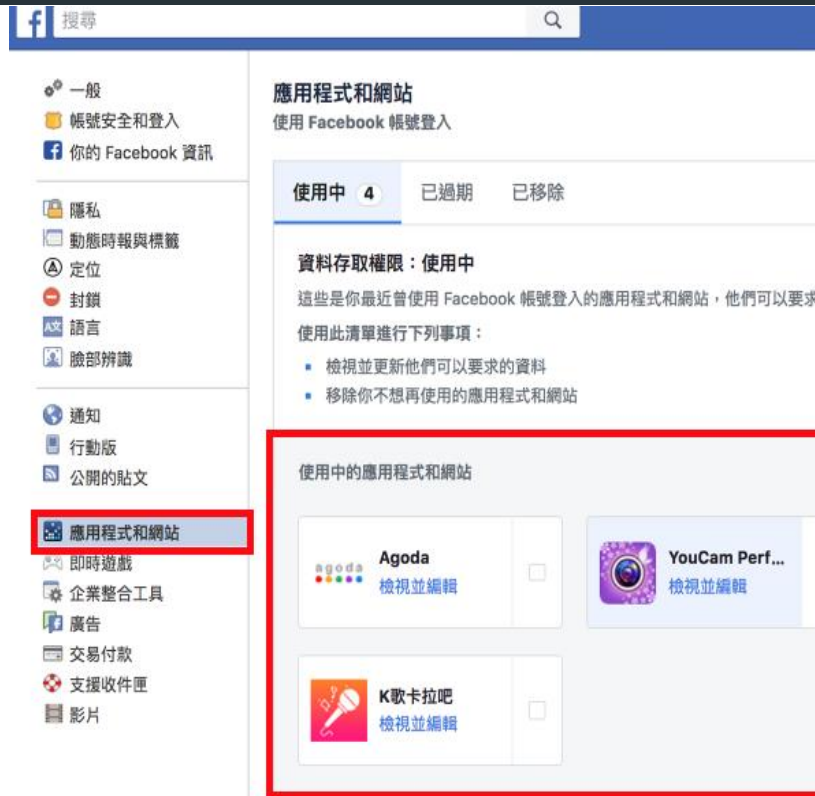 搜尋
一般
帳號安全和登入
你的 Facebook 資訊
隱私
動態時報與標籤
定位
封鎖
語言
臉部辨識
通知
行動版
公開的貼文
應用程式和網站
即時遊戲
企業整合工具
廣告
交易付款
支援收件匣
影片
應用程式和網站
使用 Facebook 帳號登入
使用中 4 已過期 已移除
資料存取權限：使用中
這些是你最近曾使用 Facebook 帳號登入的應用程式和網站，他們可以要求
使用此清單進行下列事項：
檢視並更新他們可以要求的資料
移除你不想再使用的應用程式和網站
使用中的應用程式和網站
agoda
Agoda
檢視並編輯
YouCam Perf...
檢視並編輯
K歌卡拉吧
檢視並編輯